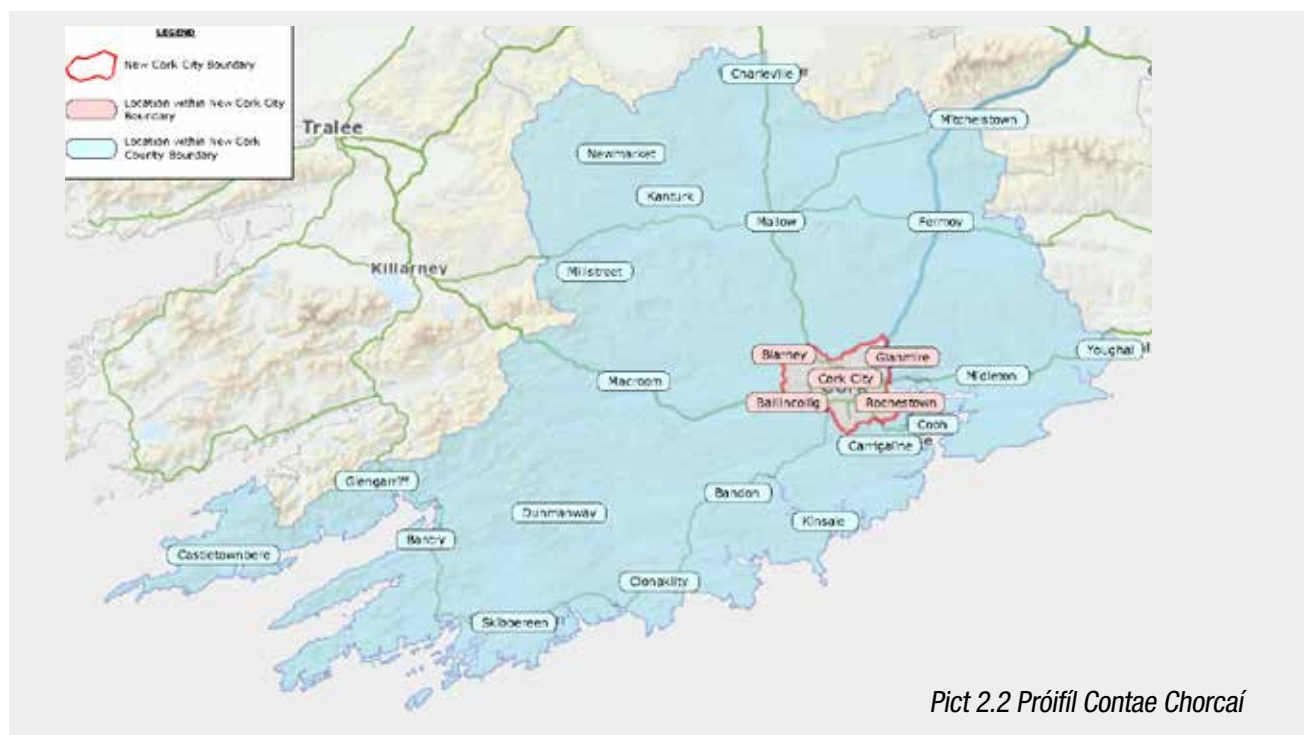 LEGEND
New Cork City Boundary
Location within New Cork City
Boundary
Location within New Cork
County Boundary
Charleville
Mitchelstown
Tralee
Newmarket
Kanturk
Mallow
Fermoy
Killarney
Millstreet
Blarney
Glanmire
Youghal
Cork City
Midleton
Macroom
Ballincollig
Rochestown
Cobh
Carrigaline
Glengarriff
Bandon
Dunmanway
Kinsale
Bantry
Castletownbere
Clonakilty
Skibbereen
Pict 2.2 Próifíl Contae Chorcaí